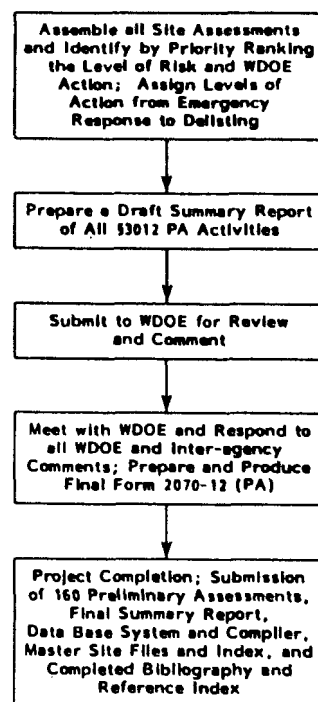 Assemble all Site Assessments
and Identify by Priority Ranking
the Level of Risk and WDOE
Action; Assign Levels of
Action from Emergency
Response to Delisting
Prepare a Draft Summary Report
of All §3012 PA Activities
Submit to WDOE for Review
and Comment
Meet with WDOE and Respond to
all WDOE and Inter-agency
Comments; Prepare and Produce
Final Form 2070-12 (PA)
Project Completion; Submission
of 160 Preliminary Assessments,
Final Summary Report,
Data Base System and Compiler,
Master Site Files and Index, and
Completed Bibliography and
Reference Index